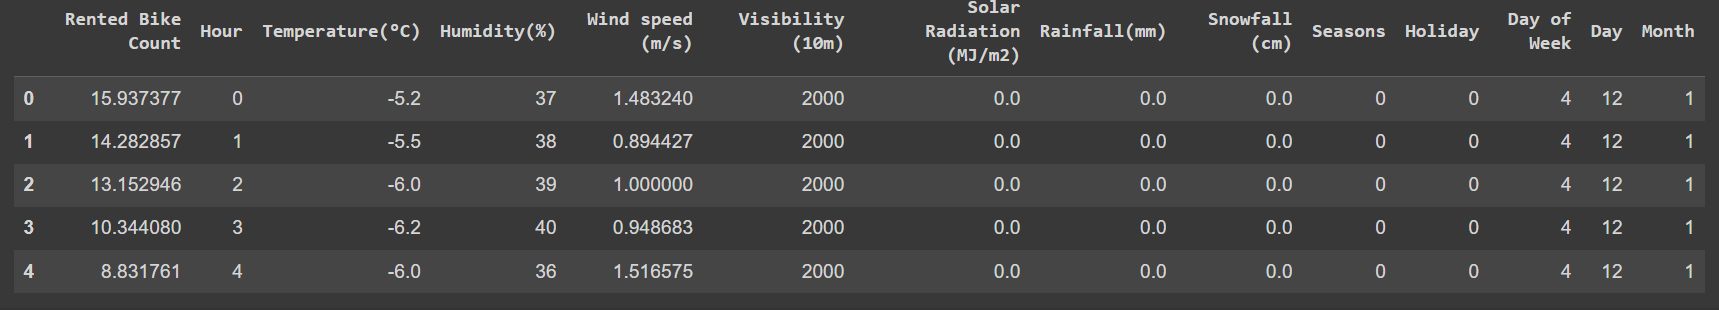 Rented Bike Count Hour Temperature(°C) Humidity(%) Wind speed (m/s) Visibility (10m) Solar Radiation (MJ/m2) Rainfall(mm) Snowfall (cm) Seasons Holiday Day of Week Day Month
0 15.937377 0 -5.2 37 1.483240 2000 0.0 0.0 0.0 0 0 4 12 1
1 14.282857 1 -5.5 38 0.894427 2000 0.0 0.0 0.0 0 0 4 12 1
2 13.152946 2 -6.0 39 1.000000 2000 0.0 0.0 0.0 0 0 4 12 1
3 10.344080 3 -6.2 40 0.948683 2000 0.0 0.0 0.0 0 0 4 12 1
4 8.831761 4 -6.0 36 1.516575 2000 0.0 0.0 0.0 0 0 4 12 1